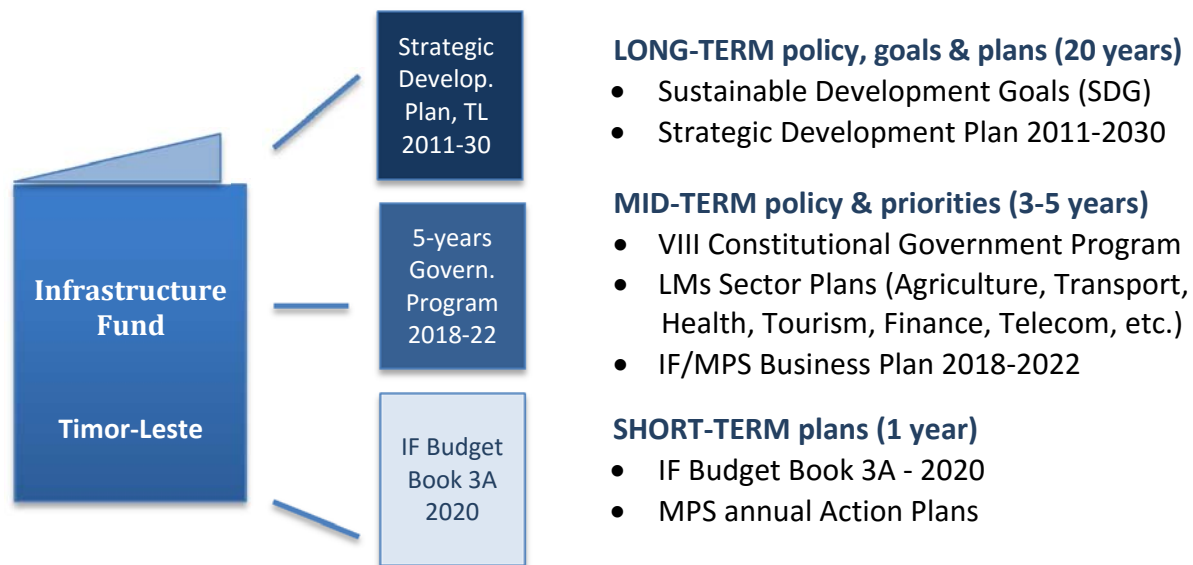 Infrastructure
Fund
Timor-Leste
Strategic
Develop.
Plan, TL
2011-30
5-years
Govern.
Program
2018-22
IF Budget
Book 3A
2020
LONG-TERM policy, goals & plans (20 years)
• Sustainable Development Goals (SDG)
• Strategic Development Plan 2011-2030
MID-TERM policy & priorities (3-5 years)
• VIII Constitutional Government Program
• LMs Sector Plans (Agriculture, Transport,
Health, Tourism, Finance, Telecom, etc.)
• IF/MPS Business Plan 2018-2022
SHORT-TERM plans (1 year)
• IF Budget Book 3A - 2020
• MPS annual Action Plans